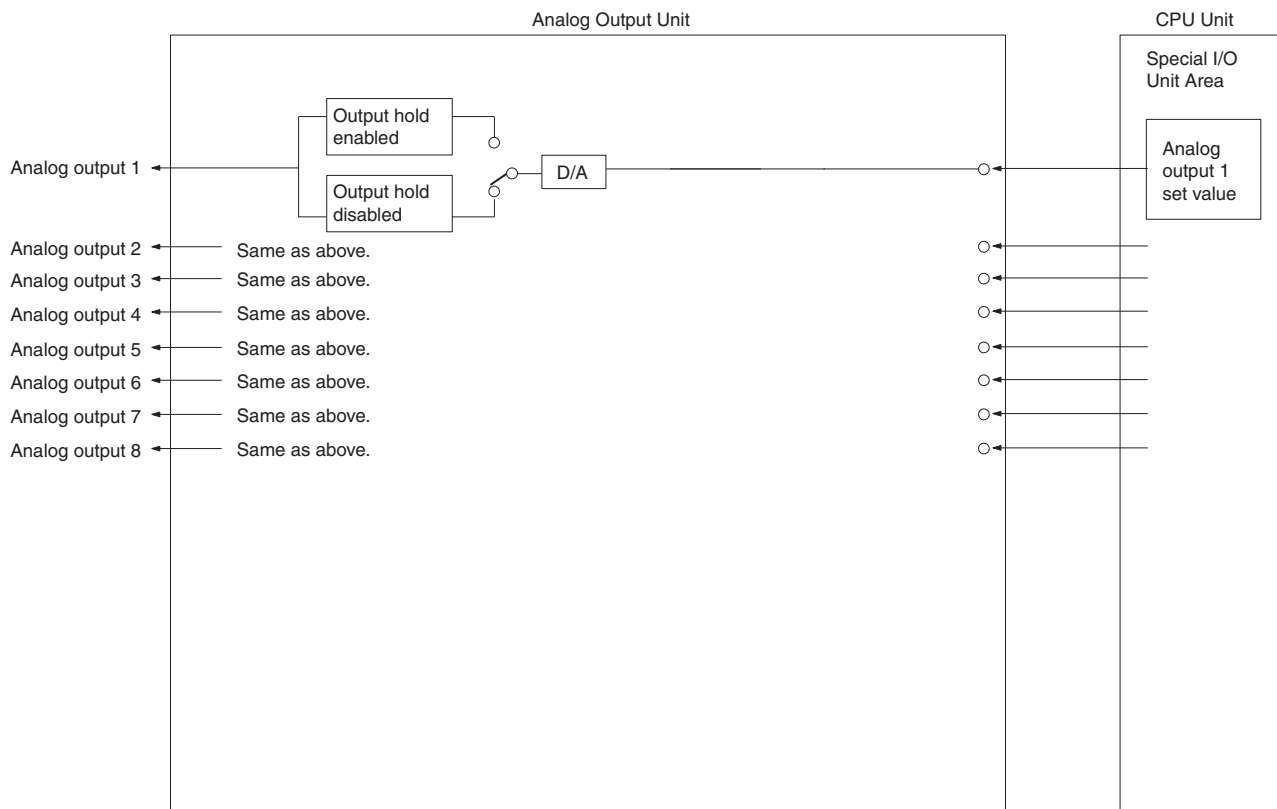 Analog Output Unit
CPU Unit
Special I/O
Unit Area
Output hold
enabled
Analog output 1
D/A
Analog
output 1
set value
Output hold
disabled
Analog output 2
Same as above.
Analog output 3
Same as above.
Analog output 4
Same as above.
Analog output 5
Same as above.
Analog output 6
Same as above.
Analog output 7
Same as above.
Analog output 8
Same as above.